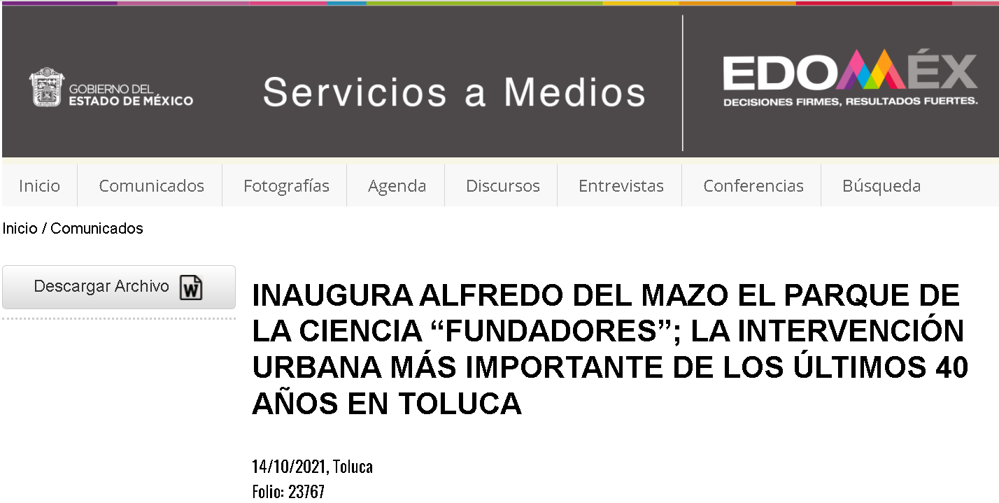 GOBIERNO DEL
ESTADO DE MÉXICO
Servicios a Medios
EDOMÉX
DECISIONES FIRMES, RESULTADOS FUERTES.
Inicio Comunicados Fotografías Agenda Discursos Entrevistas Conferencias Búsqueda
Inicio / Comunicados
Descargar Archivo W
INAUGURA ALFREDO DEL MAZO EL PARQUE DE
LA CIENCIA “FUNDADORES”; LA INTERVENCIÓN
URBANA MÁS IMPORTANTE DE LOS ÚLTIMOS 40
AÑOS EN TOLUCA
14/10/2021, Toluca
Folio: 23767